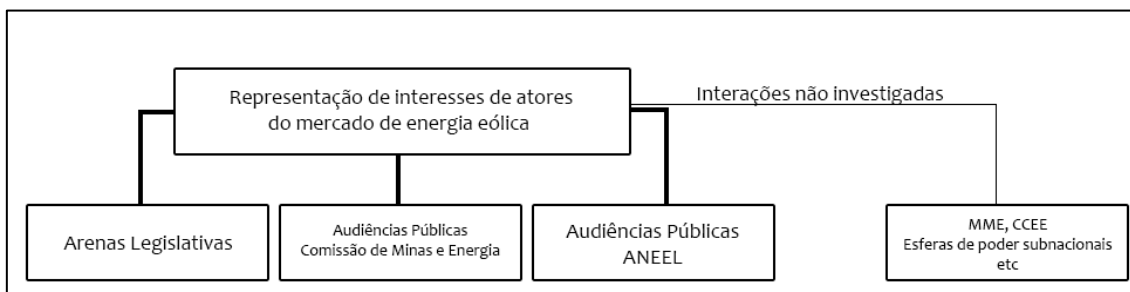 Representação de interesses de atores
do mercado de energia eólica
Interações não investigadas
Arenas Legislativas
Audiências Públicas
Comissão de Minas e Energia
Audiências Públicas
ANEEL
MME, CCEE
Esferas de poder subnacionais
etc